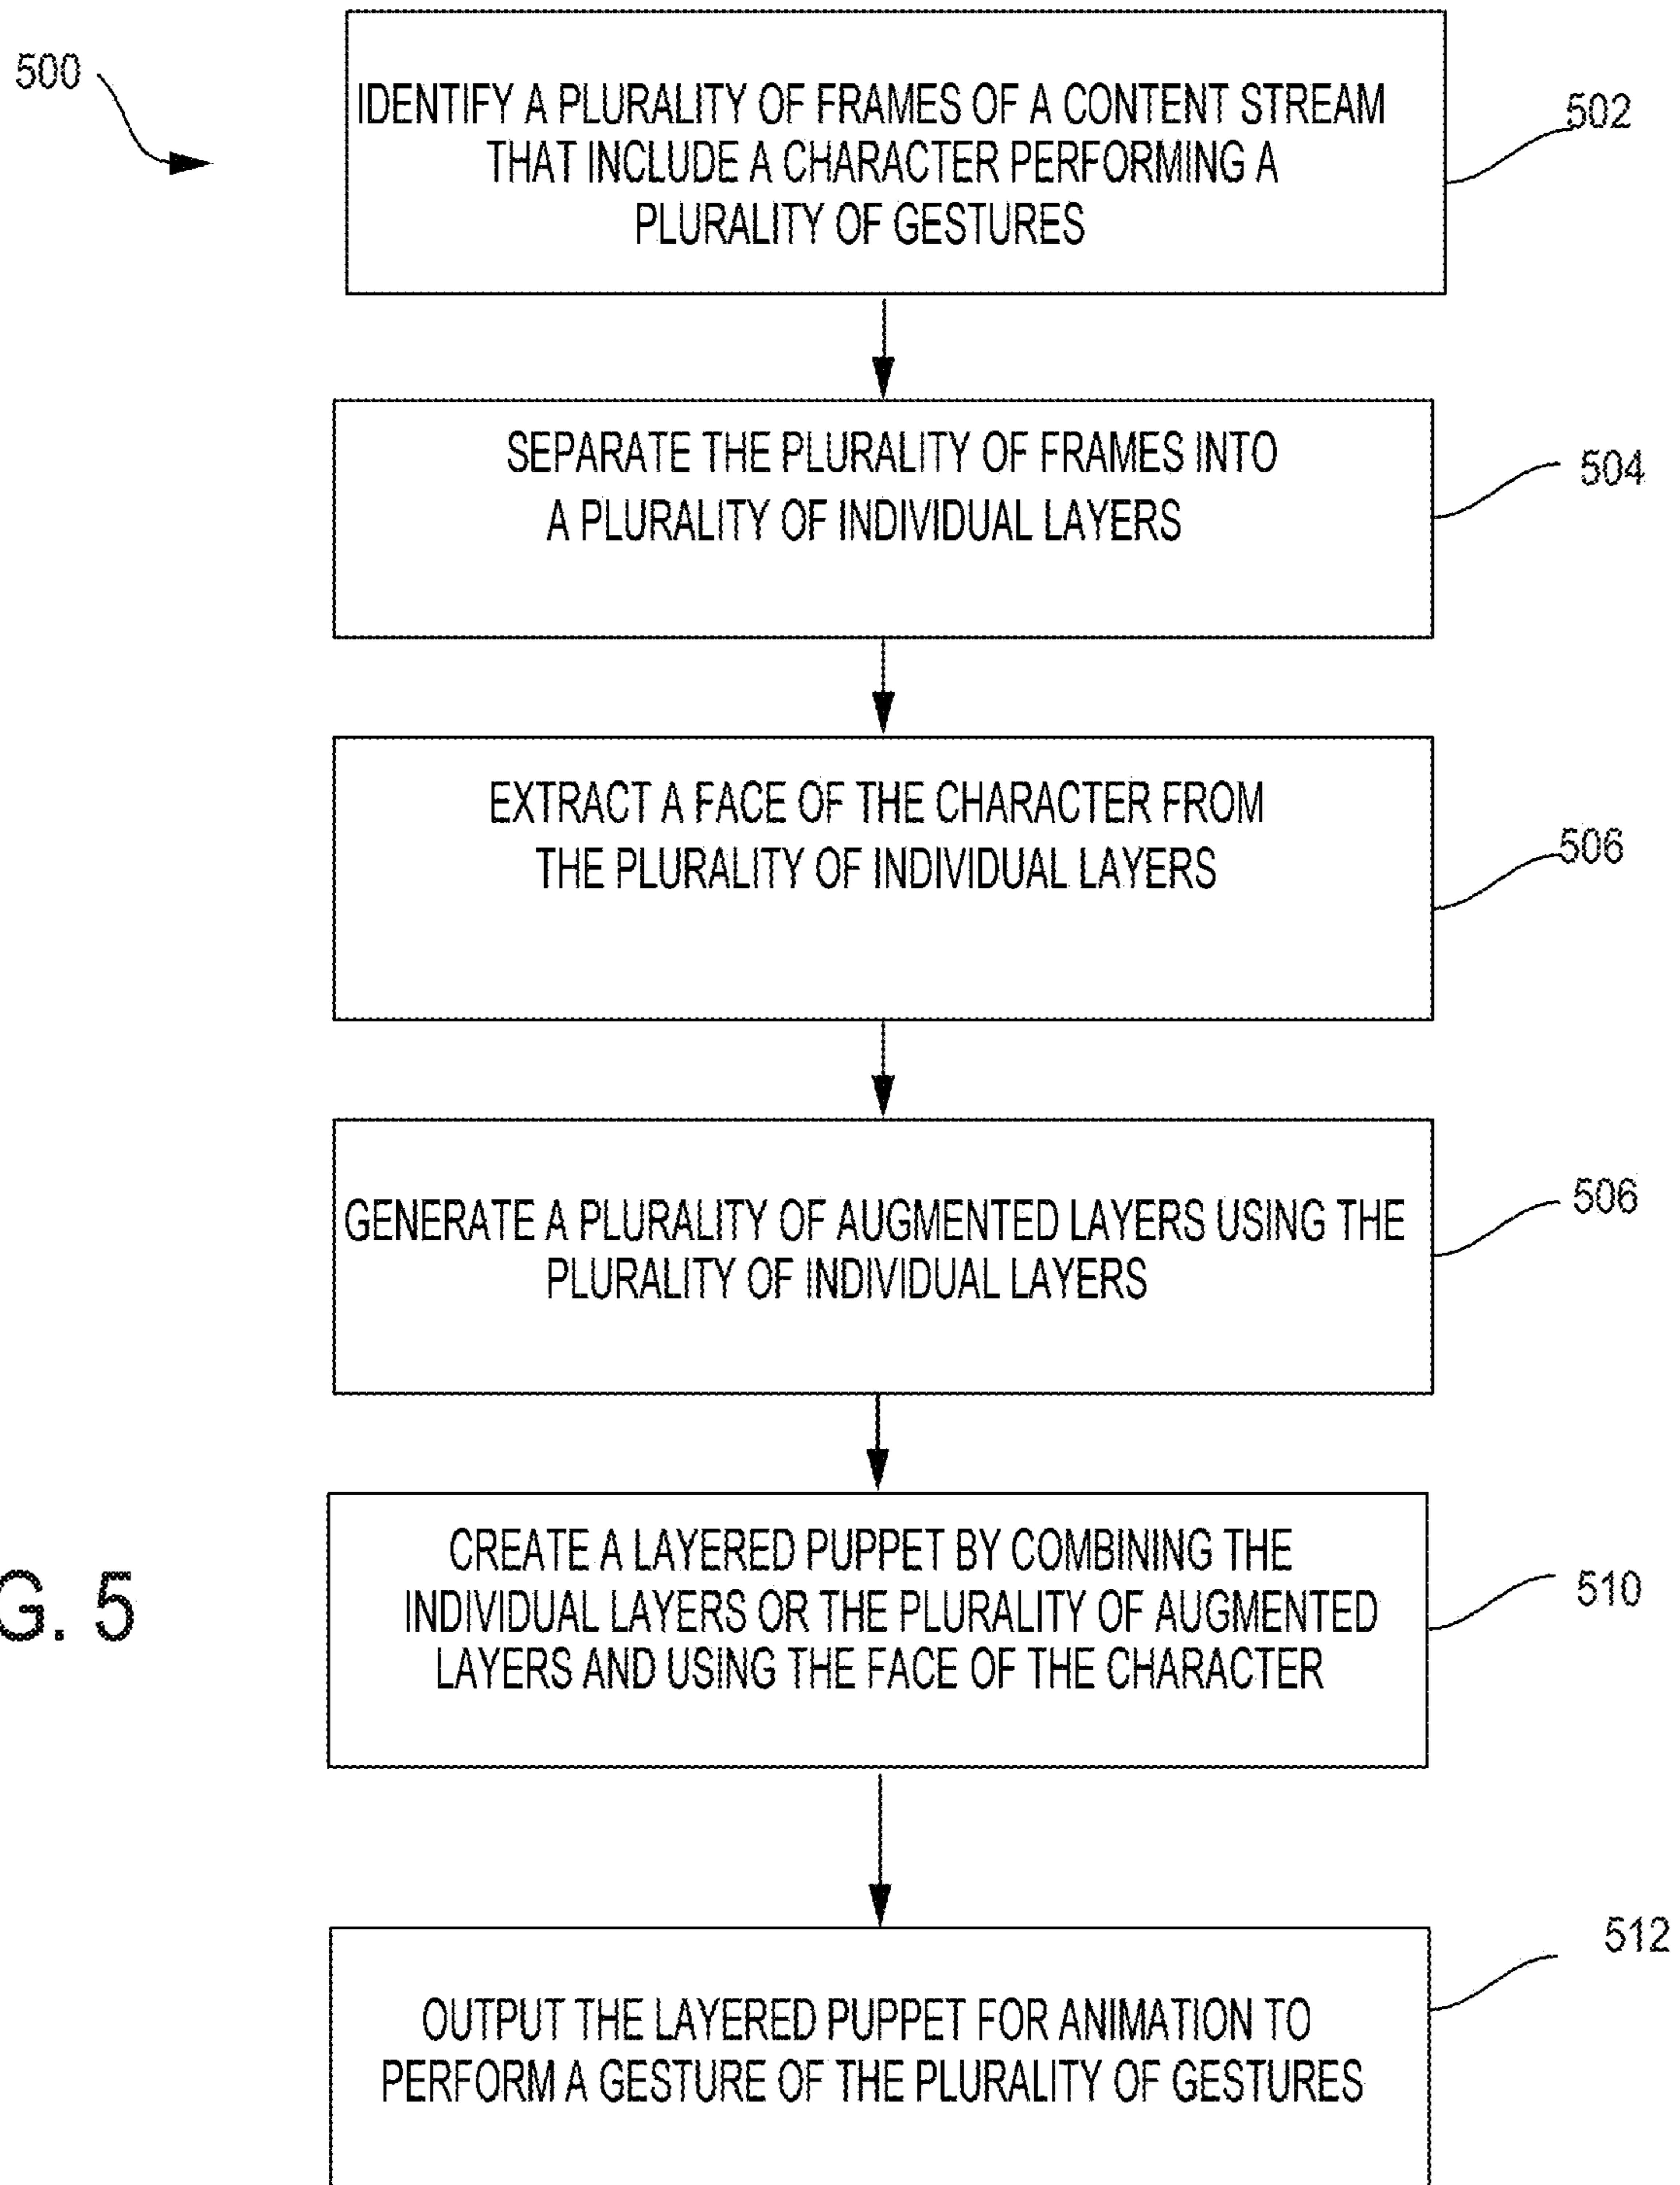 500
IDENTIFY A PLURALITY OF FRAMES OF A CONTENT STREAM
THAT INCLUDE A CHARACTER PERFORMING A
PLURALITY OF GESTURES
502
SEPARATE THE PLURALITY OF FRAMES INTO
A PLURALITY OF INDIVIDUAL LAYERS
504
EXTRACT A FACE OF THE CHARACTER FROM
THE PLURALITY OF INDIVIDUAL LAYERS
506
GENERATE A PLURALITY OF AUGMENTED LAYERS USING THE
PLURALITY OF INDIVIDUAL LAYERS
506
CREATE A LAYERED PUPPET BY COMBINING THE
INDIVIDUAL LAYERS OR THE PLURALITY OF AUGMENTED
LAYERS AND USING THE FACE OF THE CHARACTER
510
G. 5
OUTPUT THE LAYERED PUPPET FOR ANIMATION TO
PERFORM A GESTURE OF THE PLURALITY OF GESTURES
512